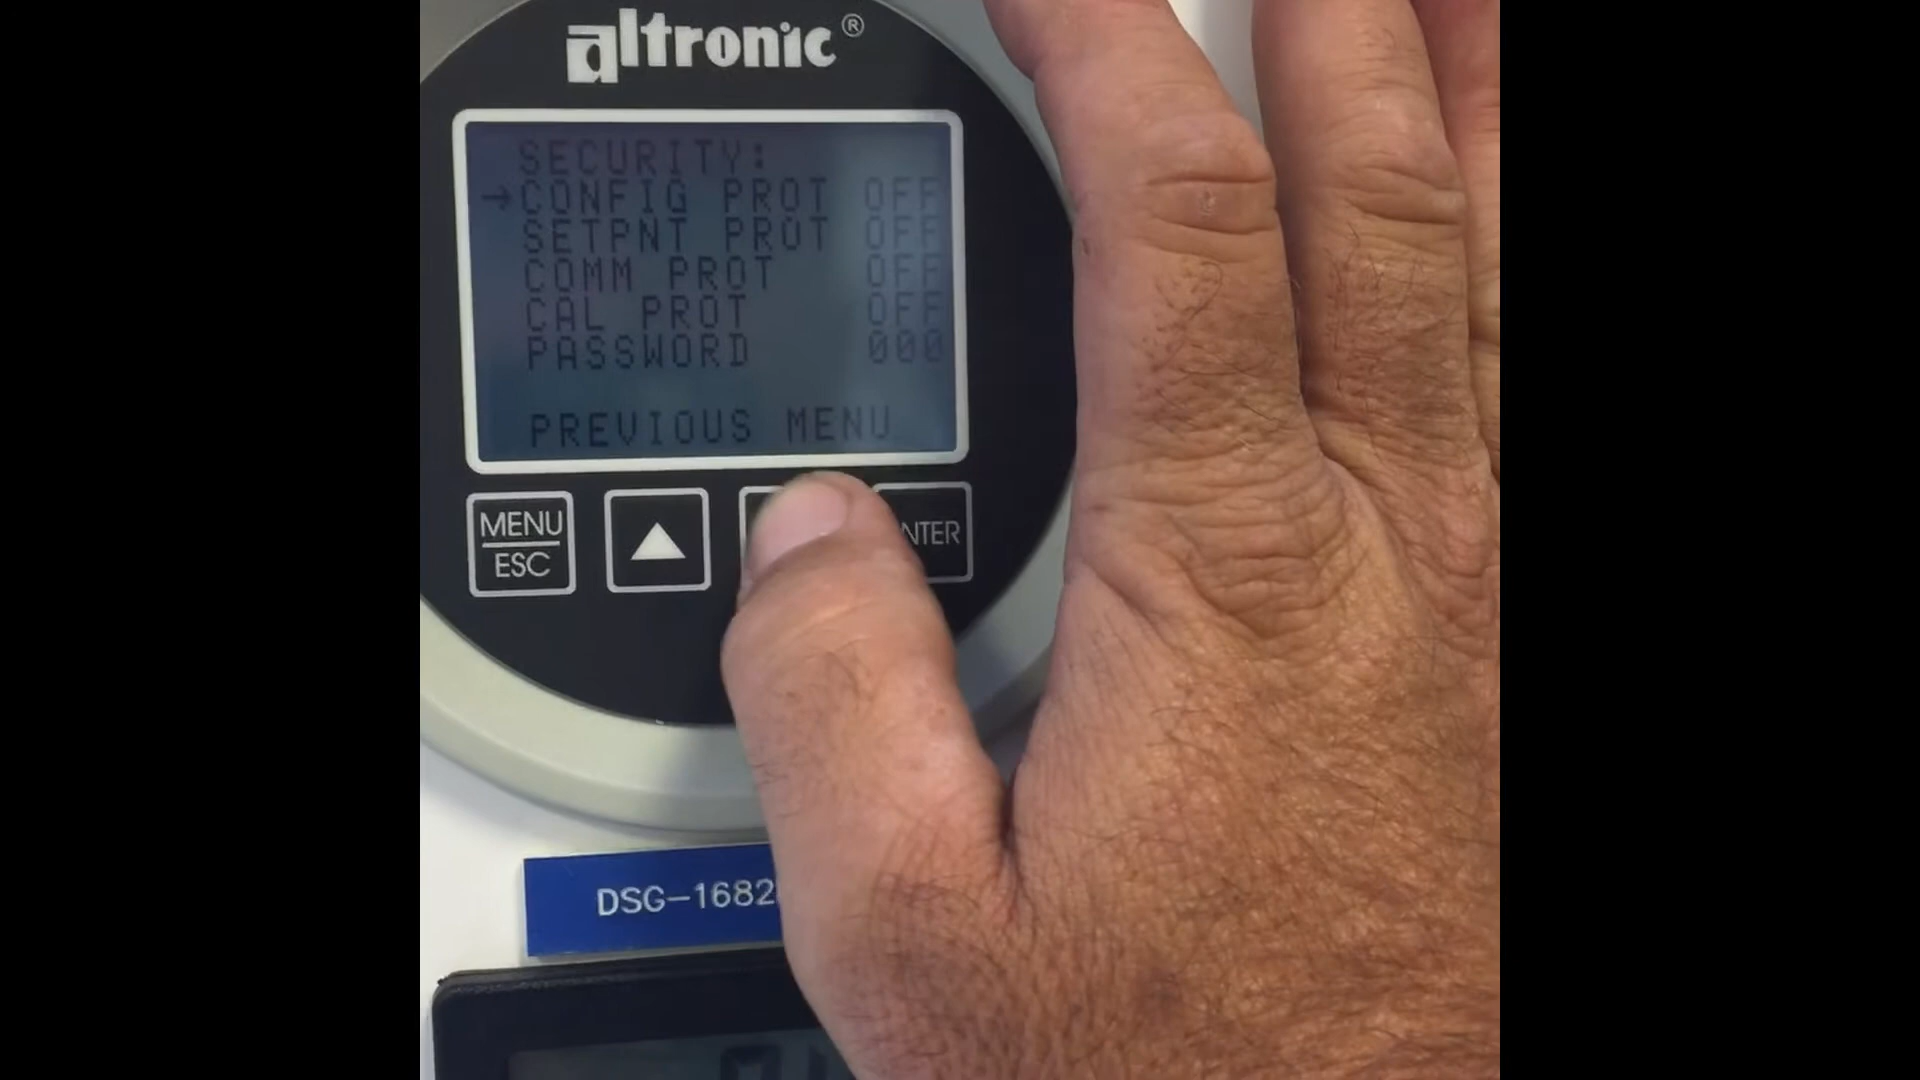 altronic®
SECURITY:
→CONFIG PROT OFF
SETPNT PROT OFF
COMM PROT OFF
CAL PROT OFF
PASSWORD 000
PREVIOUS MENU
MENU
ESC
NTER
DSG-1682